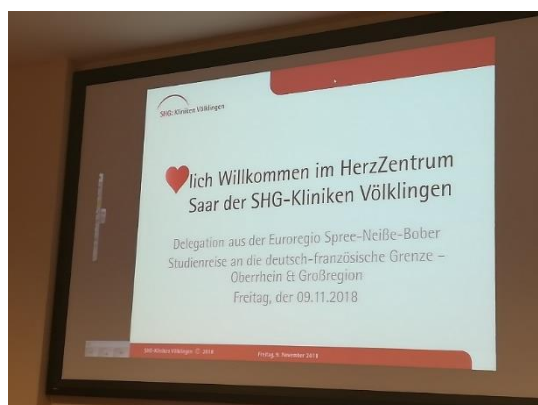 SHG: Kliniken Völklingen
lich Willkommen im HerzZentrum
Saar der SHG-Kliniken Völklingen
Delegation aus der Euroregio Spree-Neiße-Bober
Studienreise an die deutsch-französische Grenze –
Oberrhein & Großregion
Freitag, der 09.11.2018
SHG-Kliniken Völklingen © 2018 Freitag, 9. November 2018